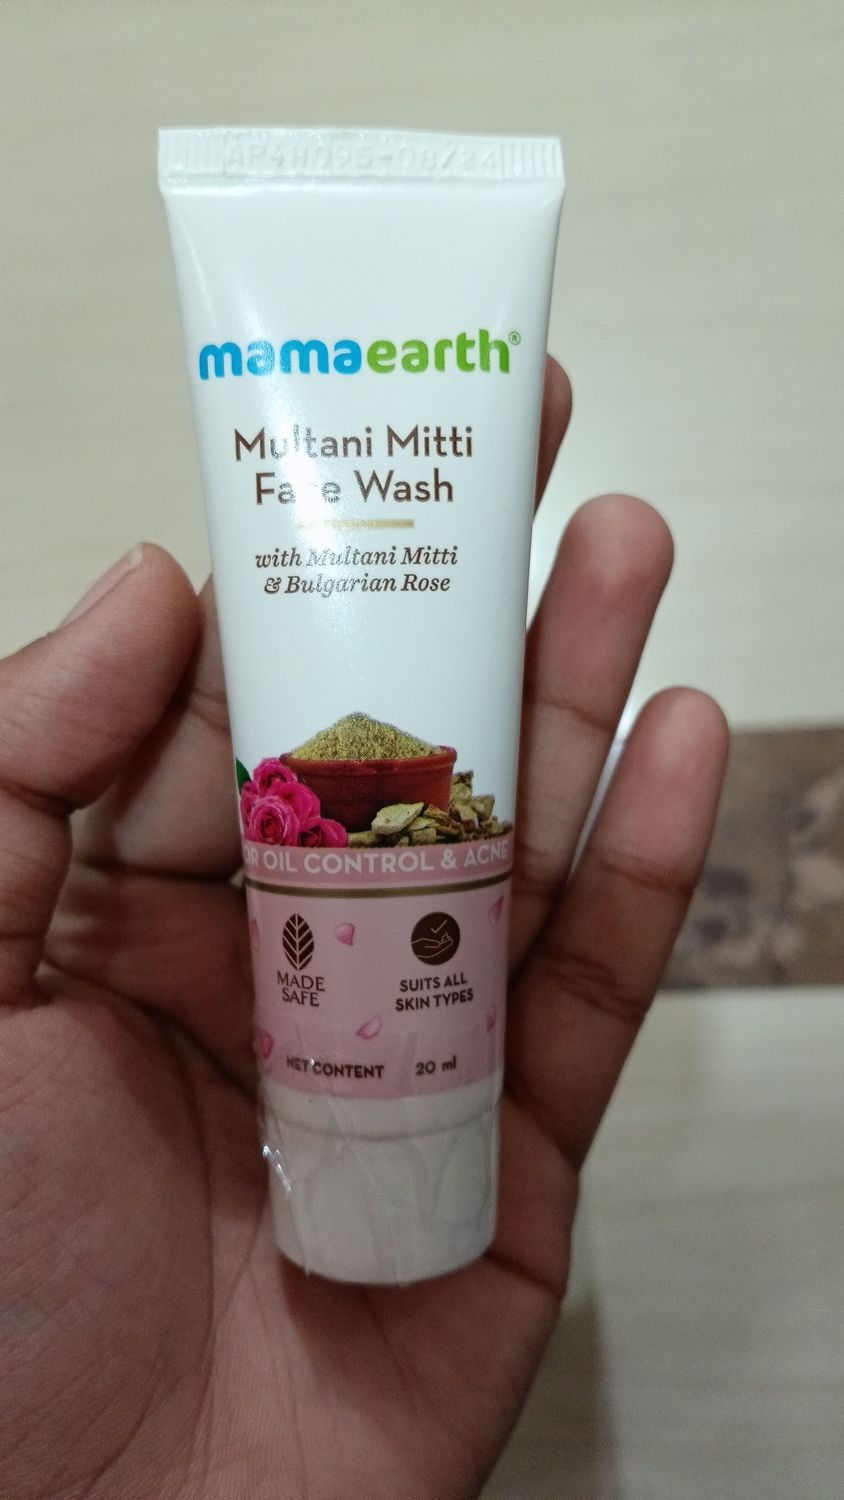 AP4H095-08/24
mamaearth®
Multani Mitti
Face Wash
with Multani Mitti
& Bulgarian Rose
OIL CONTROL & ACNE
MADE
SAFE
SUITS ALL
SKIN TYPES
NET CONTENT 20 ml